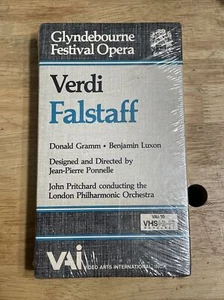 Glyndebourne
Festival Opera
Verdi
Falstaff
Donald Gramm • Benjamin Luxon
Designed and Directed by
Jean-Pierre Ponnelle
John Pritchard conducting the
London Philharmonic Orchestra
VHS
VAI
VIDEO ARTS INTERNATIONAL